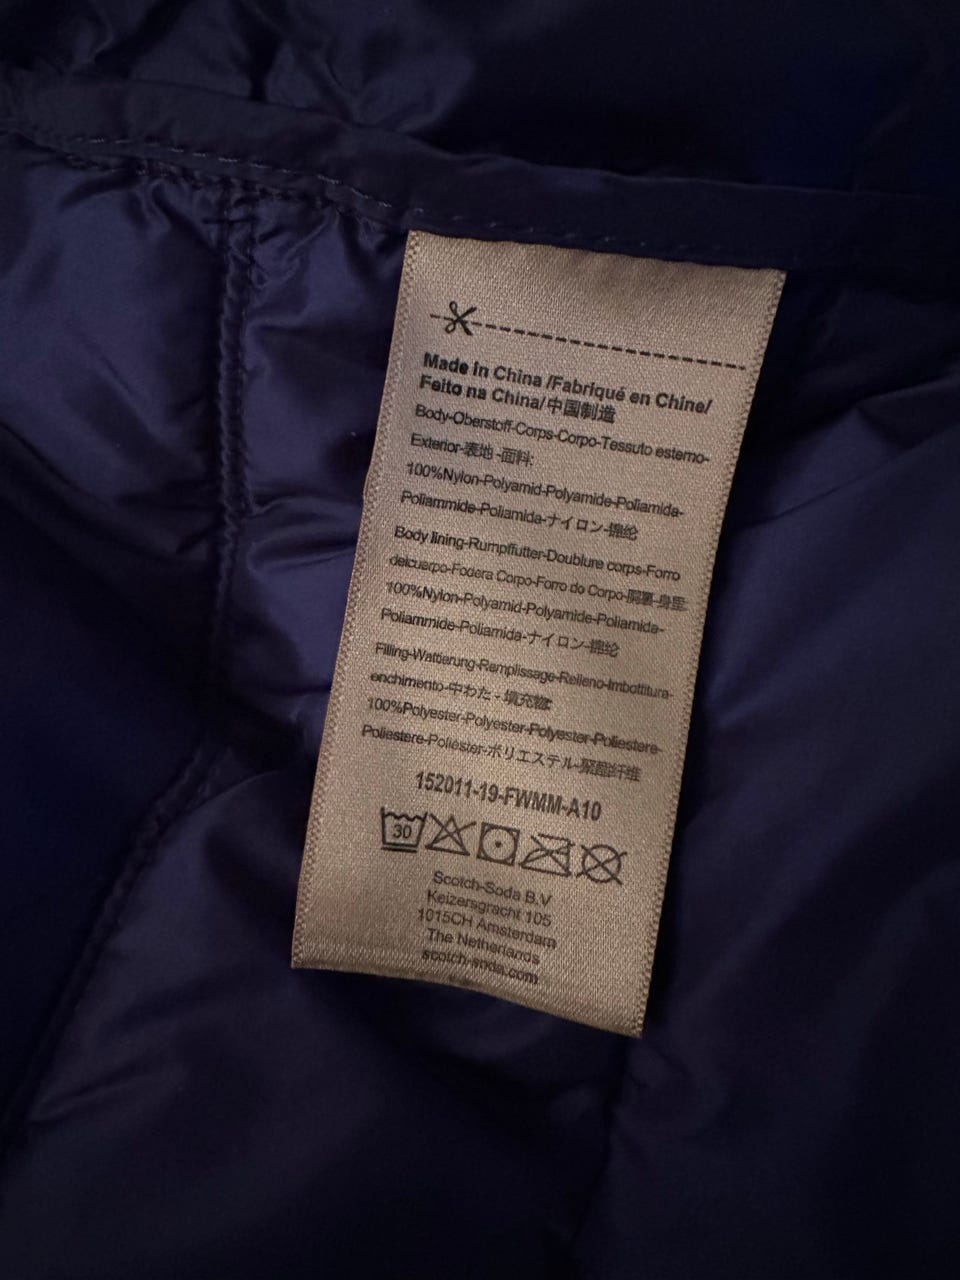 Made in China /Fabriqué en Chine/
Feito na China/中国制造
Body-Oberstoff-Corps-Corpo-Tessuto esterno-
Exterior-表地 -面料:
100%Nylon-Polyamid-Polyamide-Poliamida-
Poliammide-Poliamida-ナイロン-锦纶
Body lining-Rumpffutter-Doublure corps-Forro
delcuarpo-Fodera Corpo-Forro do Corpo-
100%Nylon-Polyamid-Polyamide-Poliamida-
Poliammide-Poliamida-ナイロン-锦纶
Filling-Wattierung-Remplissage-Relleno-Imbottitura-
enchimento-中わた - 填充物:
100%Polyester-Polyester-Polyester-Poliestere-
Poliestere-Poliester-ポリエステル-聚酯纤维
152011-19-FWMM-A10
30
Scotch-Soda B.V
Keizersgracht 105
1015CH Amsterdam
The Netherlands
scotch-soda.com